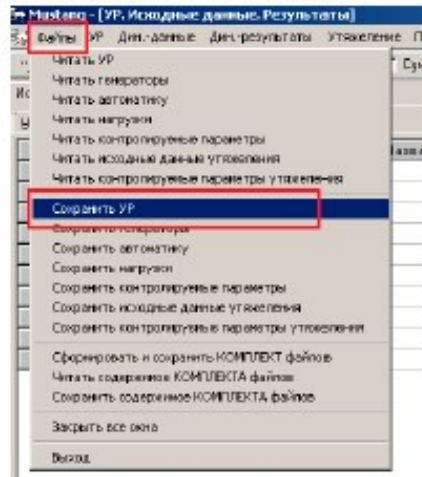 Mustang - [УР. Исходные данные. Результаты]
Файлы УР Дин.-данные Дин.-результаты Утяжеление
Читать УР
Читать генераторы
Читать автоматику
Читать нагрузки
Читать контролируемые параметры
Читать исходные данные утяжеления
Читать контролируемые параметры утяжеления
Сохранить УР
Сохранить генераторы
Сохранить автоматику
Сохранить нагрузки
Сохранить контролируемые параметры
Сохранить исходные данные утяжеления
Сохранить контролируемые параметры утяжеления
Сформировать и сохранить КОМПЛЕКТ файлов
Читать содержимое КОМПЛЕКТА файлов
Сохранить содержимое КОМПЛЕКТА файлов
Закрыть все окна
Выход